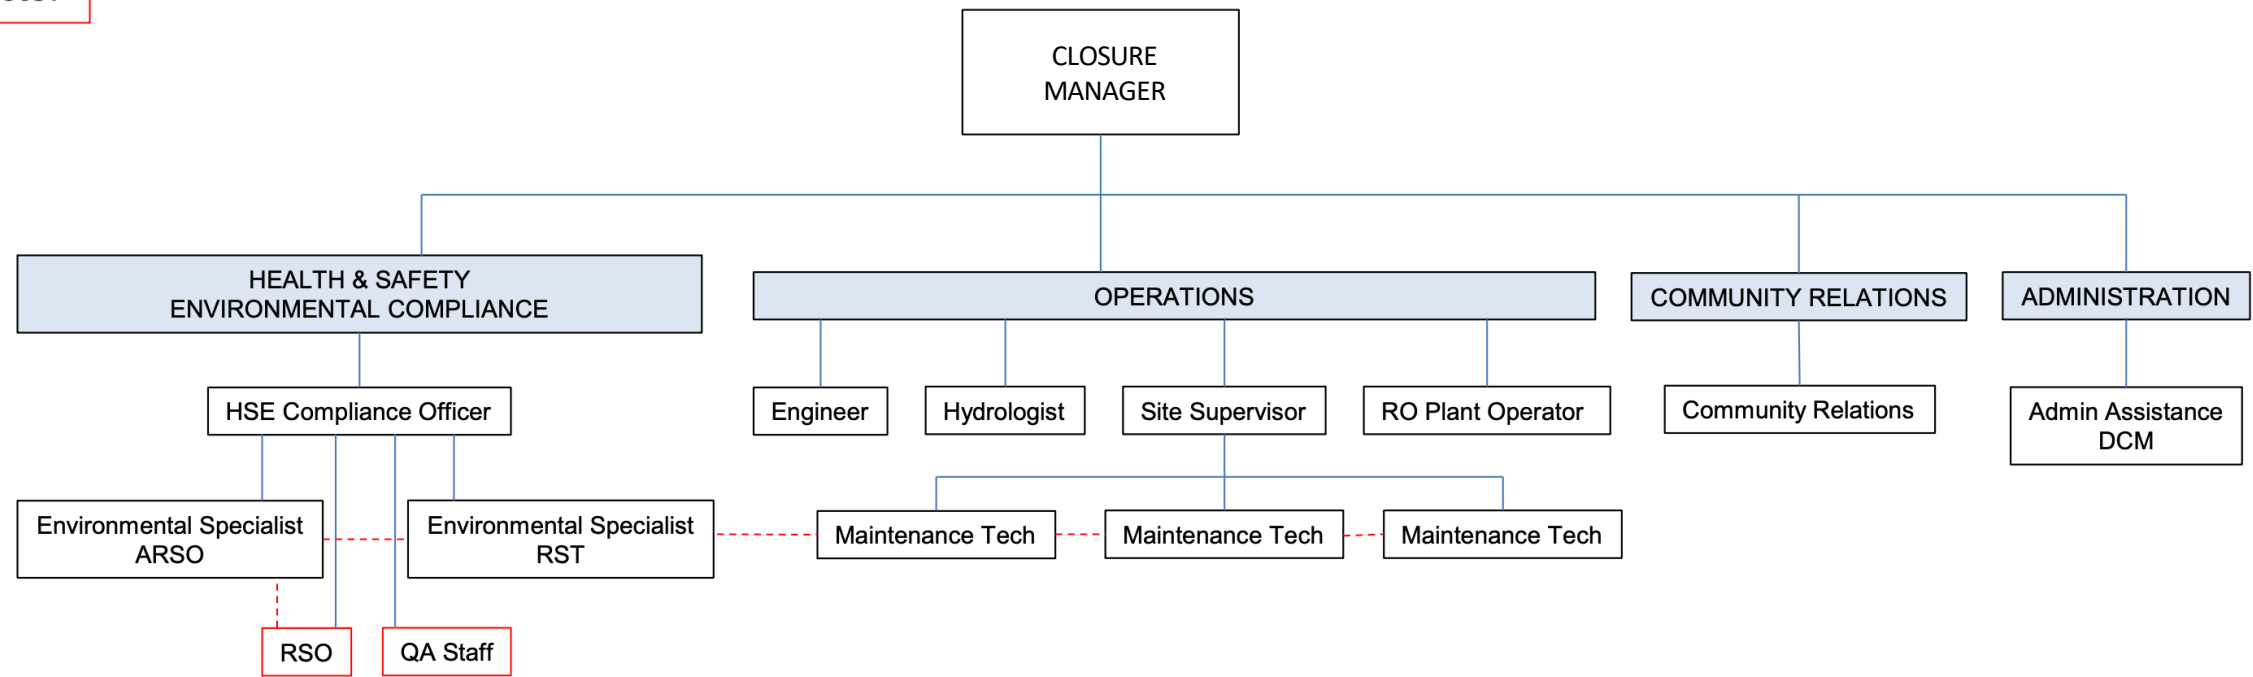 CLOSURE
MANAGER
HEALTH & SAFETY
ENVIRONMENTAL COMPLIANCE
OPERATIONS
COMMUNITY RELATIONS
ADMINISTRATION
HSE Compliance Officer
Engineer
Hydrologist
Site Supervisor
RO Plant Operator
Community Relations
Admin Assistance
DCM
Environmental Specialist
ARSO
Environmental Specialist
RST
Maintenance Tech
Maintenance Tech
Maintenance Tech
RSO
QA Staff